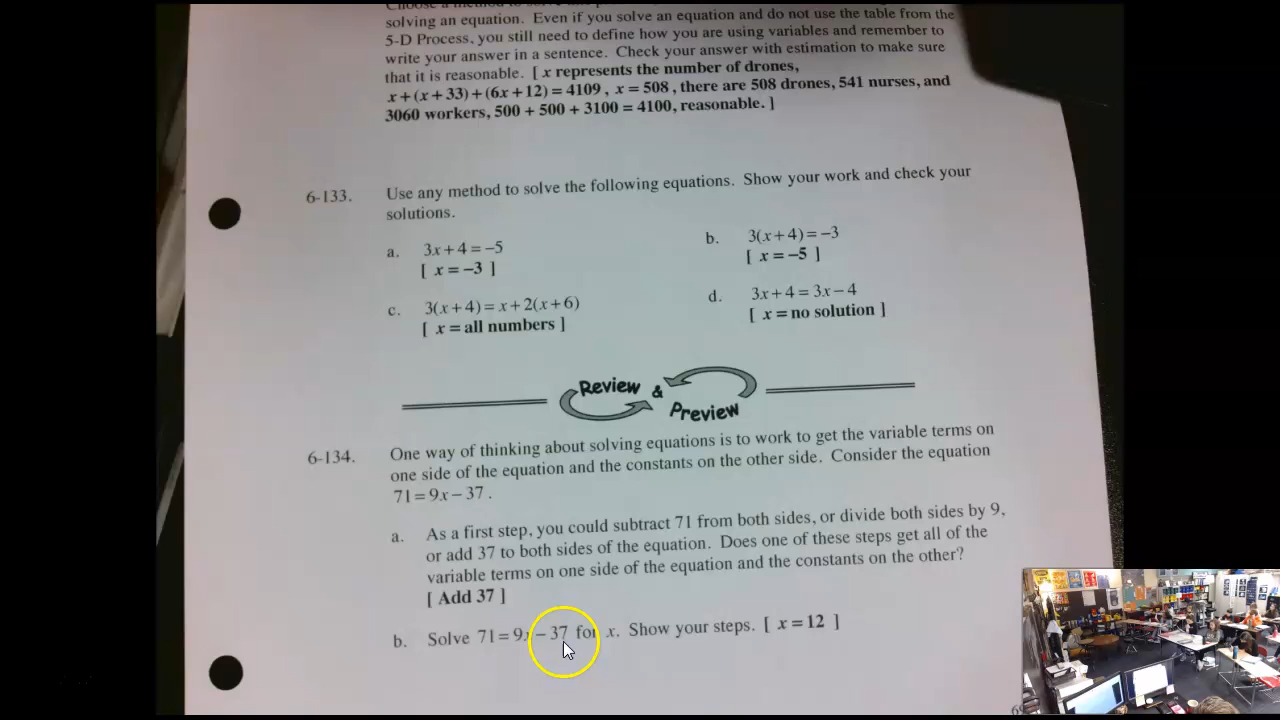 solving an equation. Even if you solve an equation and do not use the table from the
5-D Process, you still need to define how you are using variables and remember to
write your answer in a sentence. Check your answer with estimation to make sure
that it is reasonable. [ x represents the number of drones,
x + (x + 33) + (6x + 12) = 4109 , x = 508 , there are 508 drones, 541 nurses, and
3060 workers, 500 + 500 + 3100 = 4100, reasonable. ]
6-133. Use any method to solve the following equations. Show your work and check your
solutions.
a. 3x + 4 = −5
[ x = −3 ]
b. 3(x + 4) = −3
[ x = −5 ]
c. 3(x + 4) = x + 2(x + 6)
[ x = all numbers ]
d. 3x + 4 = 3x − 4
[ x = no solution ]
Review &
Preview
6-134. One way of thinking about solving equations is to work to get the variable terms on
one side of the equation and the constants on the other side. Consider the equation
71 = 9x − 37 .
a. As a first step, you could subtract 71 from both sides, or divide both sides by 9,
or add 37 to both sides of the equation. Does one of these steps get all of the
variable terms on one side of the equation and the constants on the other?
[ Add 37 ]
b. Solve 71 = 9x − 37 for x. Show your steps. [ x = 12 ]